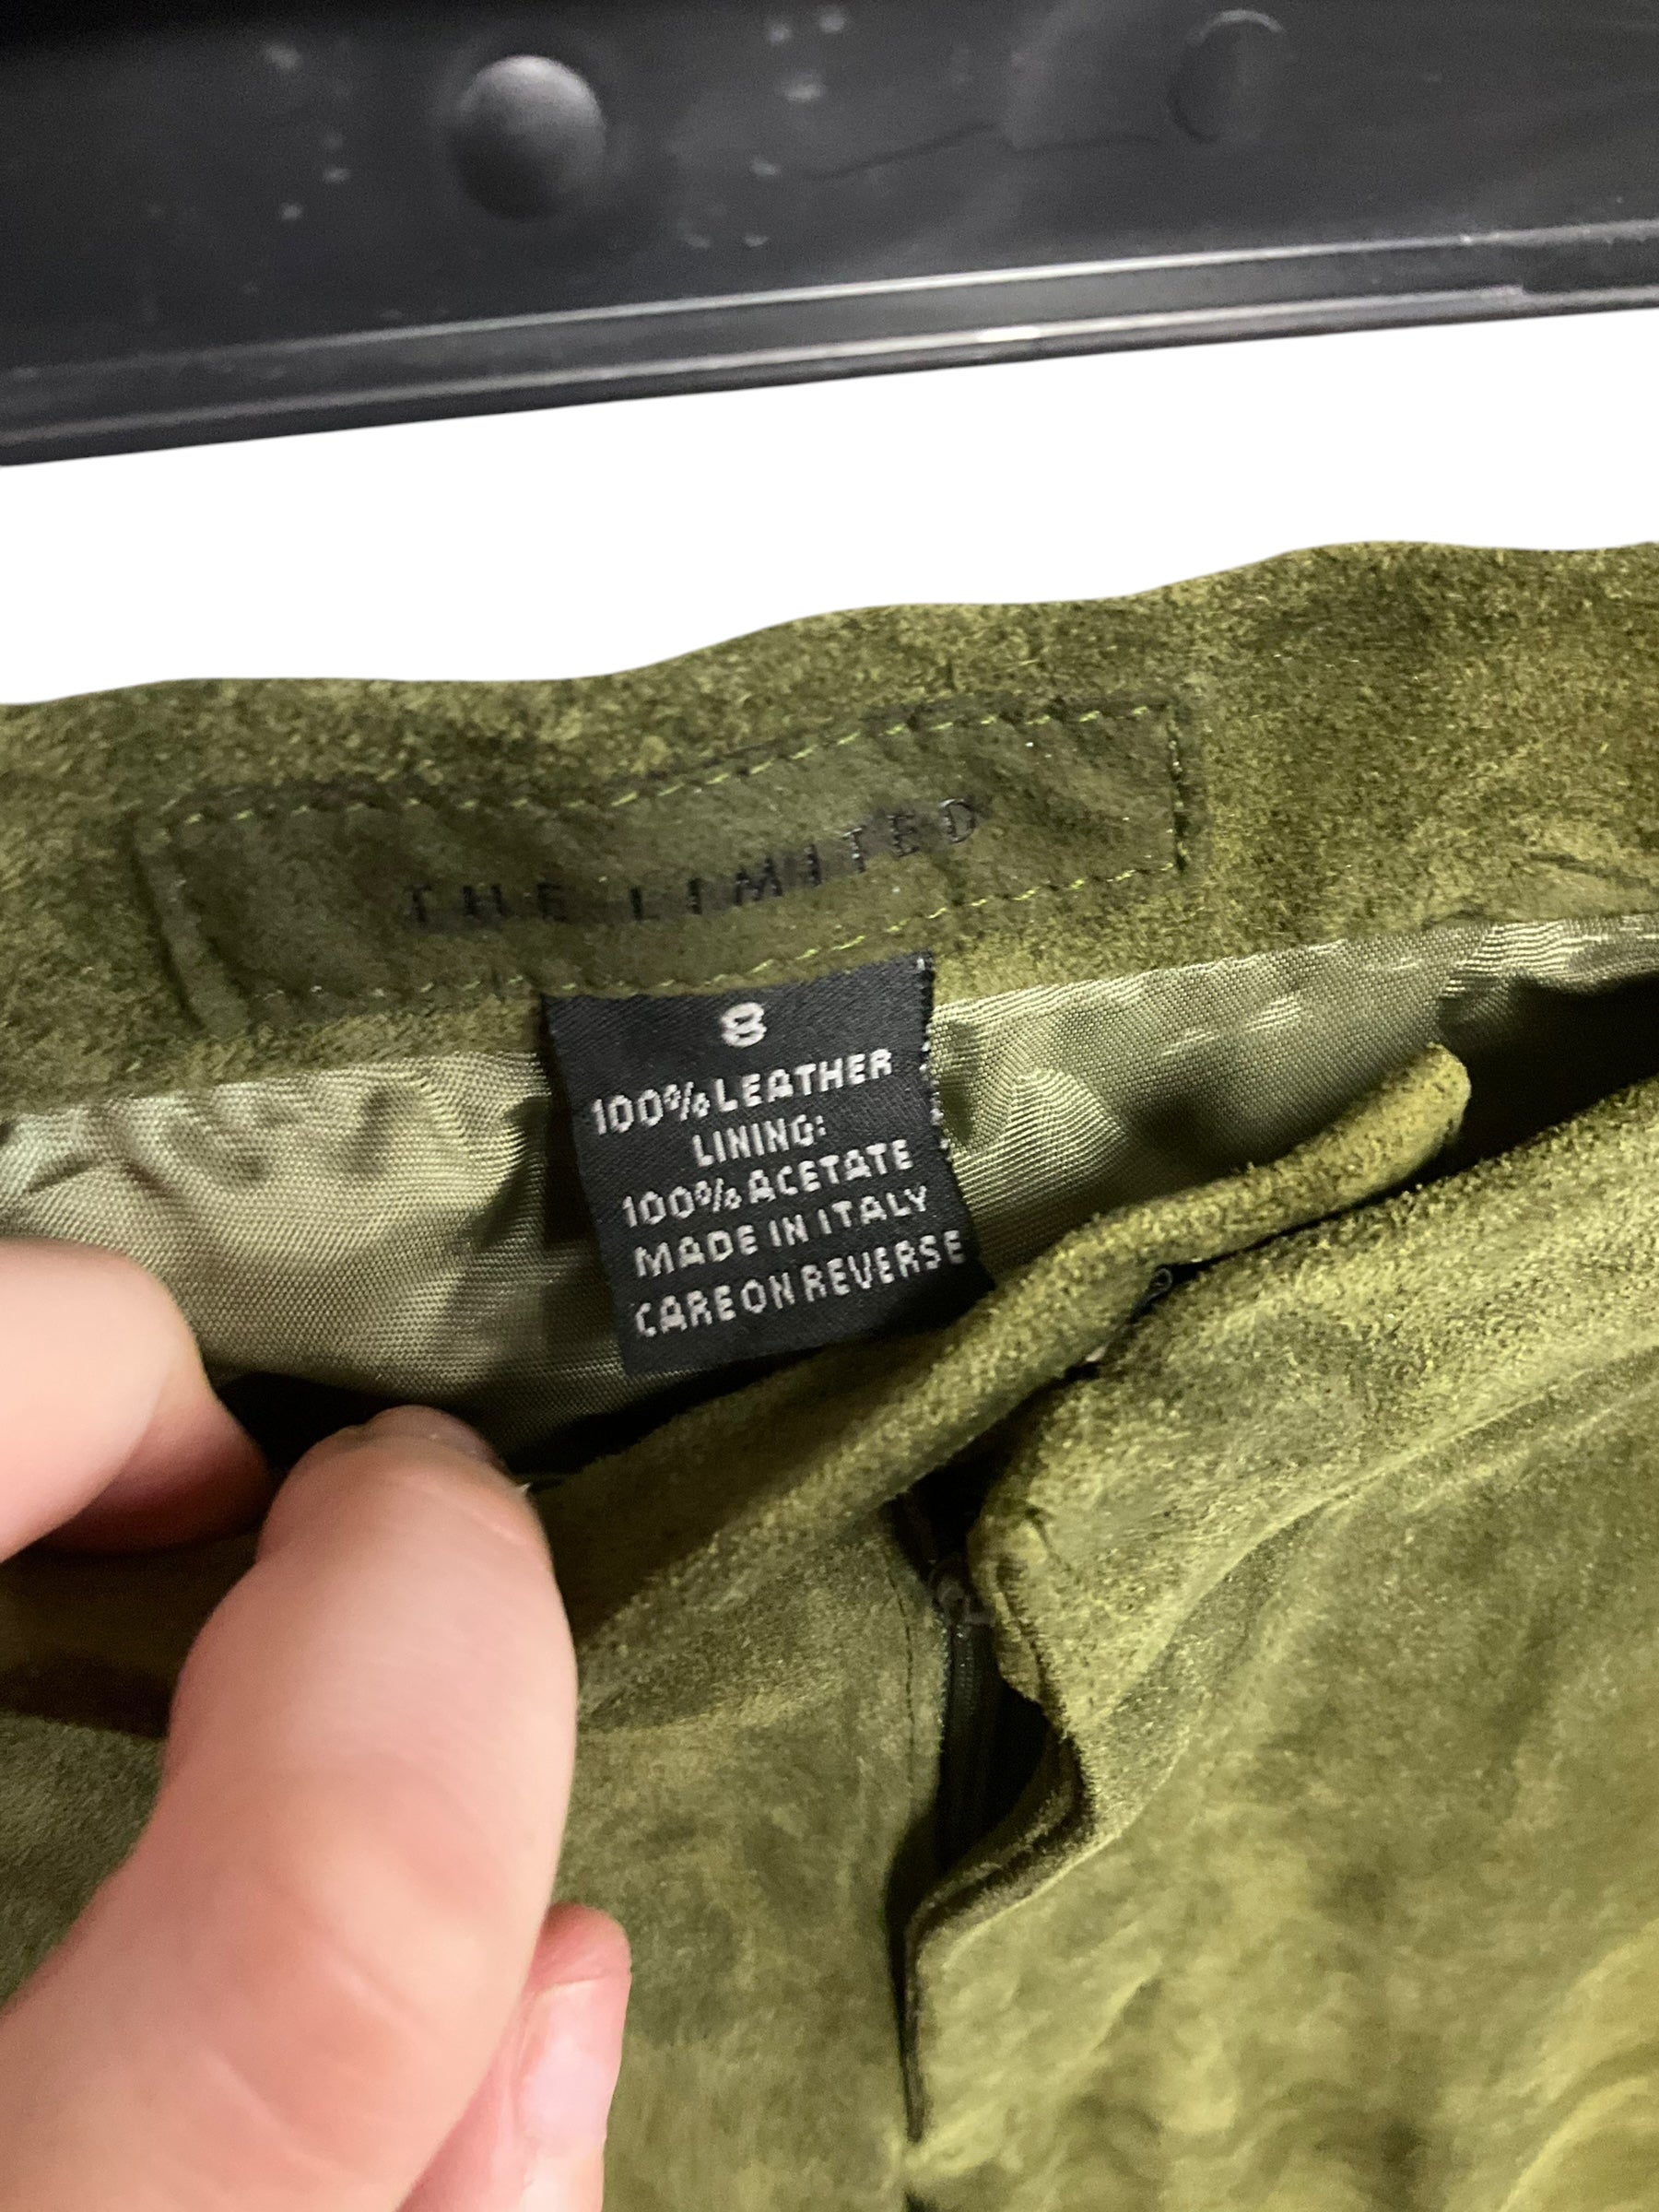 THE LIMITED
8
100% LEATHER
LINING:
100% ACETATE
MADE IN ITALY
CARE ON REVERSE